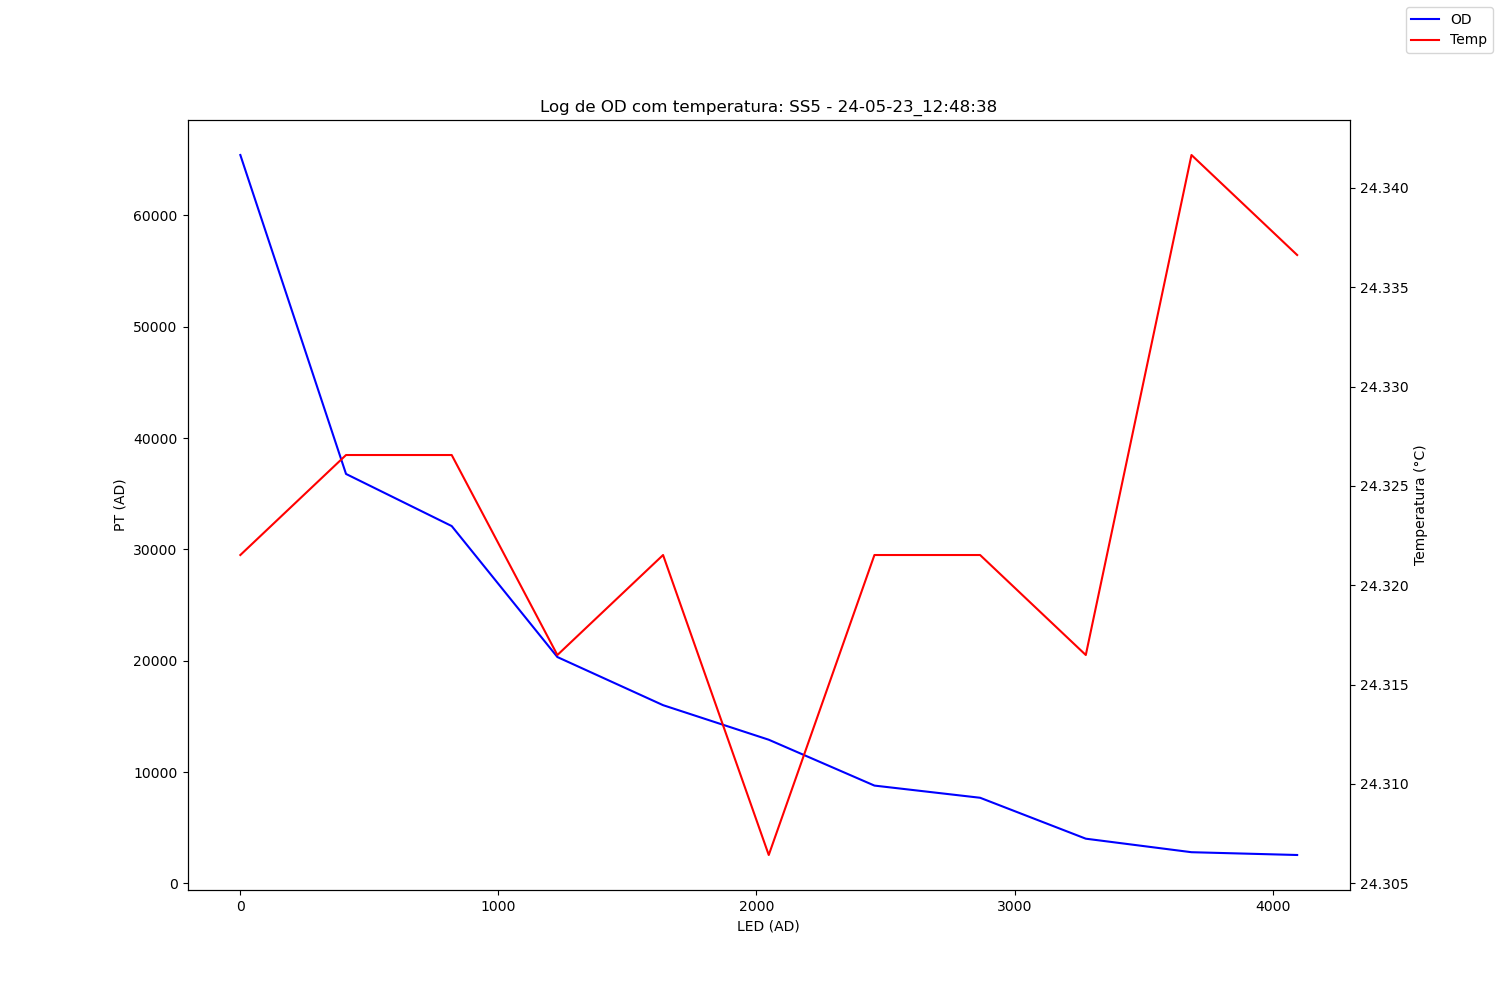 OD
Temp
Log de OD com temperatura: SS5 - 24-05-23_12:48:38
60000
50000
40000
30000
20000
10000
0
PT (AD)
24.340
24.335
24.330
24.325
24.320
24.315
24.310
24.305
Temperatura (°C)
0 1000 2000 3000 4000
LED (AD)